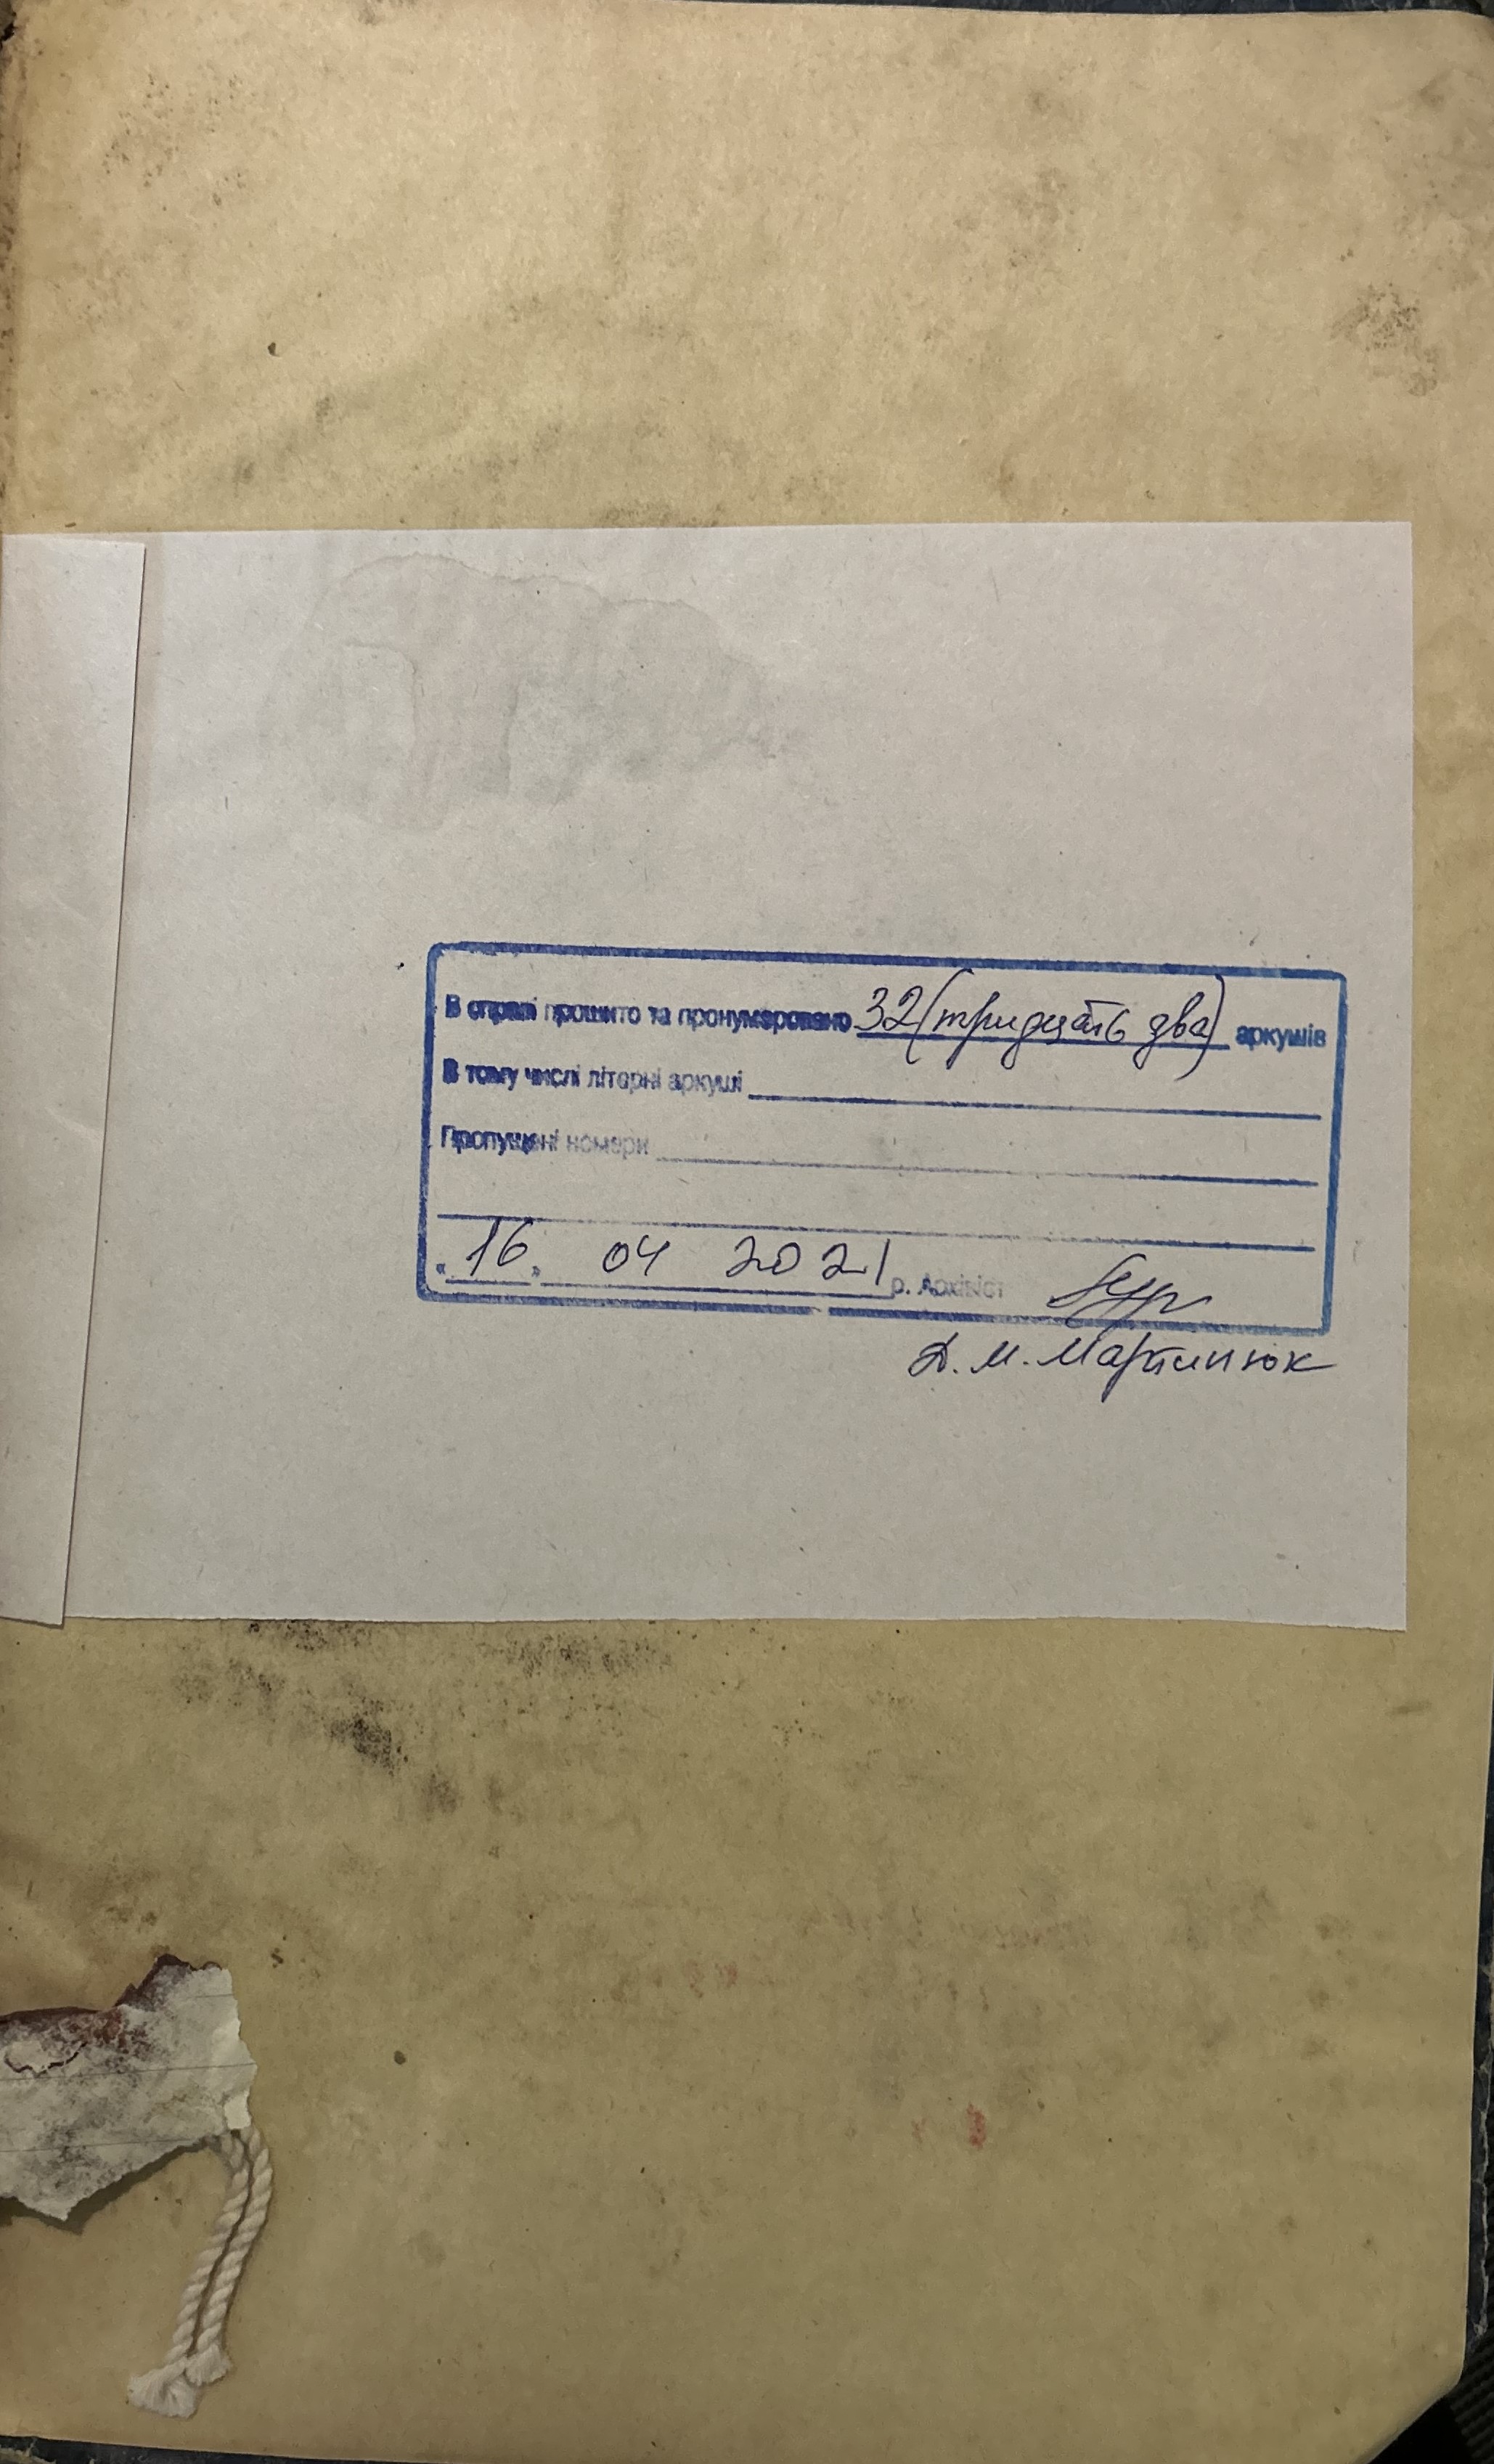 В справі прошито та пронумеровано 32 (тридцять два) аркушів
В тому числі літерні аркуші
Пропущені номери
"16" 04 2021 р. Архівіст
Д. М. Мартинюк